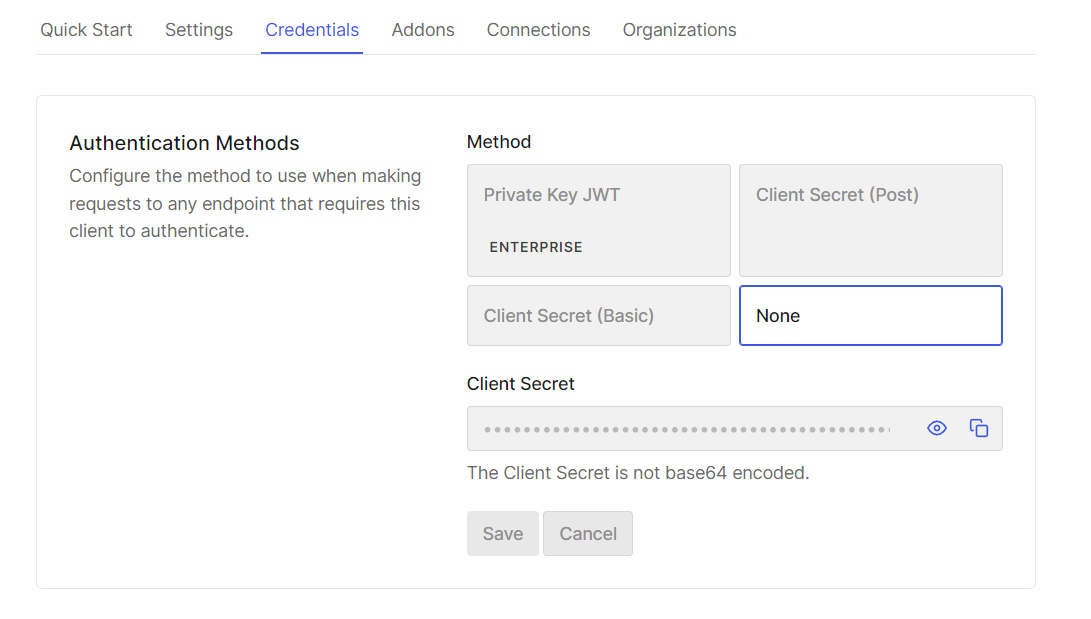 Quick Start Settings Credentials Addons Connections Organizations
Authentication Methods
Configure the method to use when making
requests to any endpoint that requires this
client to authenticate.
Method
Private Key JWT
ENTERPRISE
Client Secret (Post)
Client Secret (Basic)
None
Client Secret
The Client Secret is not base64 encoded.
Save Cancel